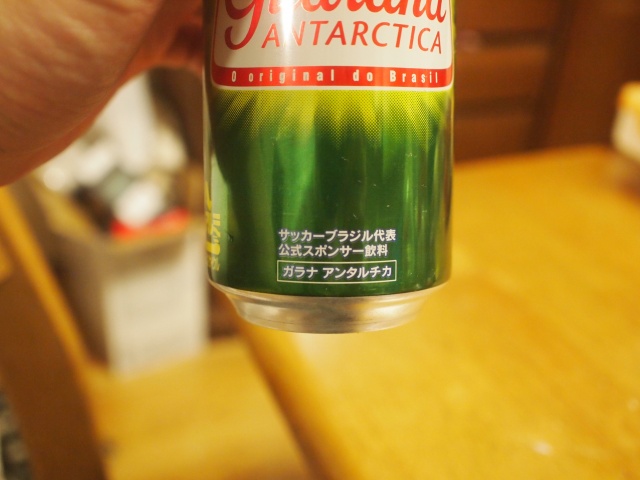 Guaraná
ANTARCTICA
O original do Brasil
サッカーブラジル代表
公式スポンサー飲料
ガラナ アンタルチカ